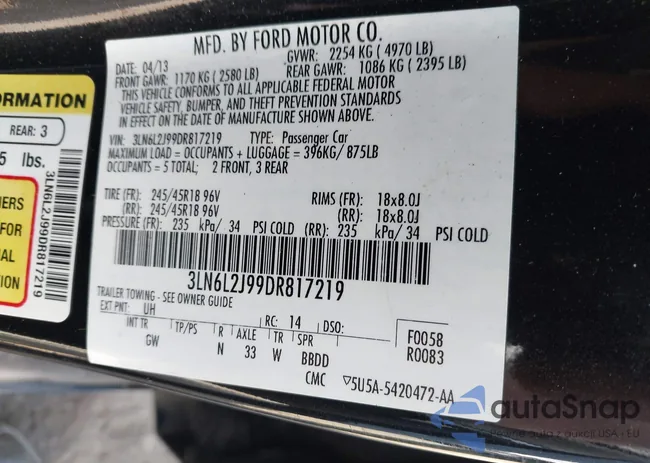 ORMATION
REAR: 3
5 lbs.
NERS
FOR
NAL
TION
3LN6L2J99DR817219
MFD. BY FORD MOTOR CO.
DATE: 04/13 GVWR: 2254 KG ( 4970 LB)
FRONT GAWR: 1170 KG ( 2580 LB) REAR GAWR: 1086 KG ( 2395 LB)
THIS VEHICLE CONFORMS TO ALL APPLICABLE FEDERAL MOTOR
VEHICLE SAFETY, BUMPER, AND THEFT PREVENTION STANDARDS
IN EFFECT ON THE DATE OF MANUFACTURE SHOWN ABOVE.
VIN: 3LN6L2J99DR817219 TYPE: Passenger Car
MAXIMUM LOAD = OCCUPANTS + LUGGAGE = 396KG/ 875LB
OCCUPANTS = 5 TOTAL; 2 FRONT, 3 REAR
TIRE (FR): 245/45R18 96V RIMS (FR): 18x8.0J
(RR): 245/45R18 96V (RR): 18x8.0J
PRESSURE (FR): 235 kPa/ 34 PSI COLD (RR): 235 kPa/ 34 PSI COLD
3LN6L2J99DR817219
TRAILER TOWING - SEE OWNER GUIDE
EXT PNT: UH RC: 14 DSO: F0058
INT TR TP/PS R AXLE TR SPR R0083
GW N 33 W BBDD
CMC 5U5A-5420472-AA
autoSnap